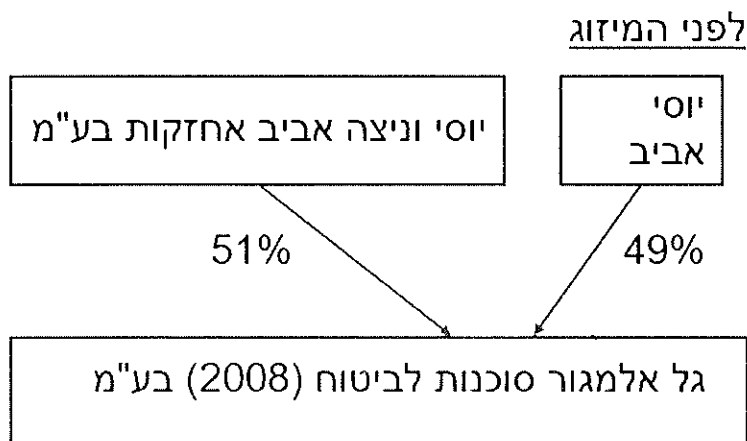 לפני המיזוג
יוסי
אביב
יוסי וניצה אביב אחזקות בע"מ
49%
51%
גל אלמגור סוכנות לביטוח (2008) בע"מ